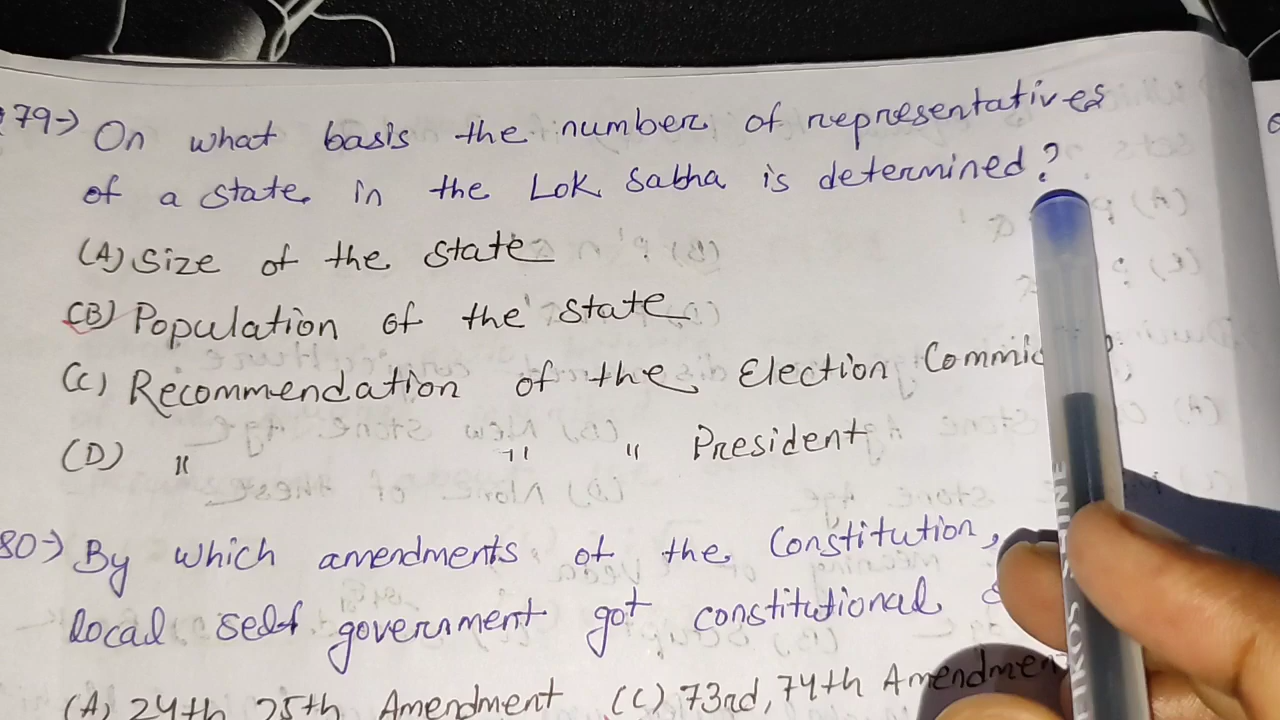 79→ On what basis the number of representatives
of a state in the Lok Sabha is determined?
(A) Size of the state
(B) Population of the state
(C) Recommendation of the Election
(D) " " " President
80→ By which amendments of the Constitution,
local self government got constitutional
(A) 24th 25th Amendment (C) 73rd, 74th Amendmen